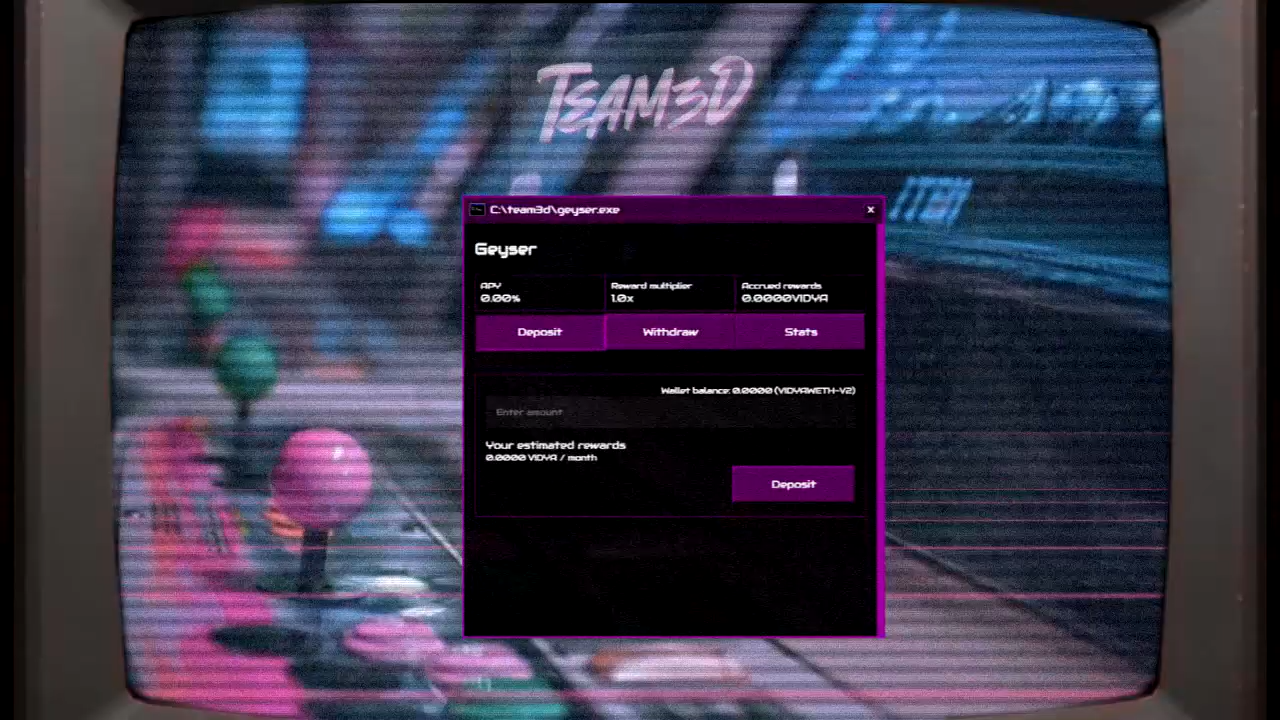 TEAM3D
ITEM
C:\team3d\geyser.exe
x
Geyser
APY
0.00%
Reward multiplier
1.0x
Accrued rewards
0.0000VIDYA
Deposit
Withdraw
Stats
Wallet balance: 0.0000 (VIDYAWETH-V2)
Enter amount
Your estimated rewards
0.0000 VIDYA / month
Deposit